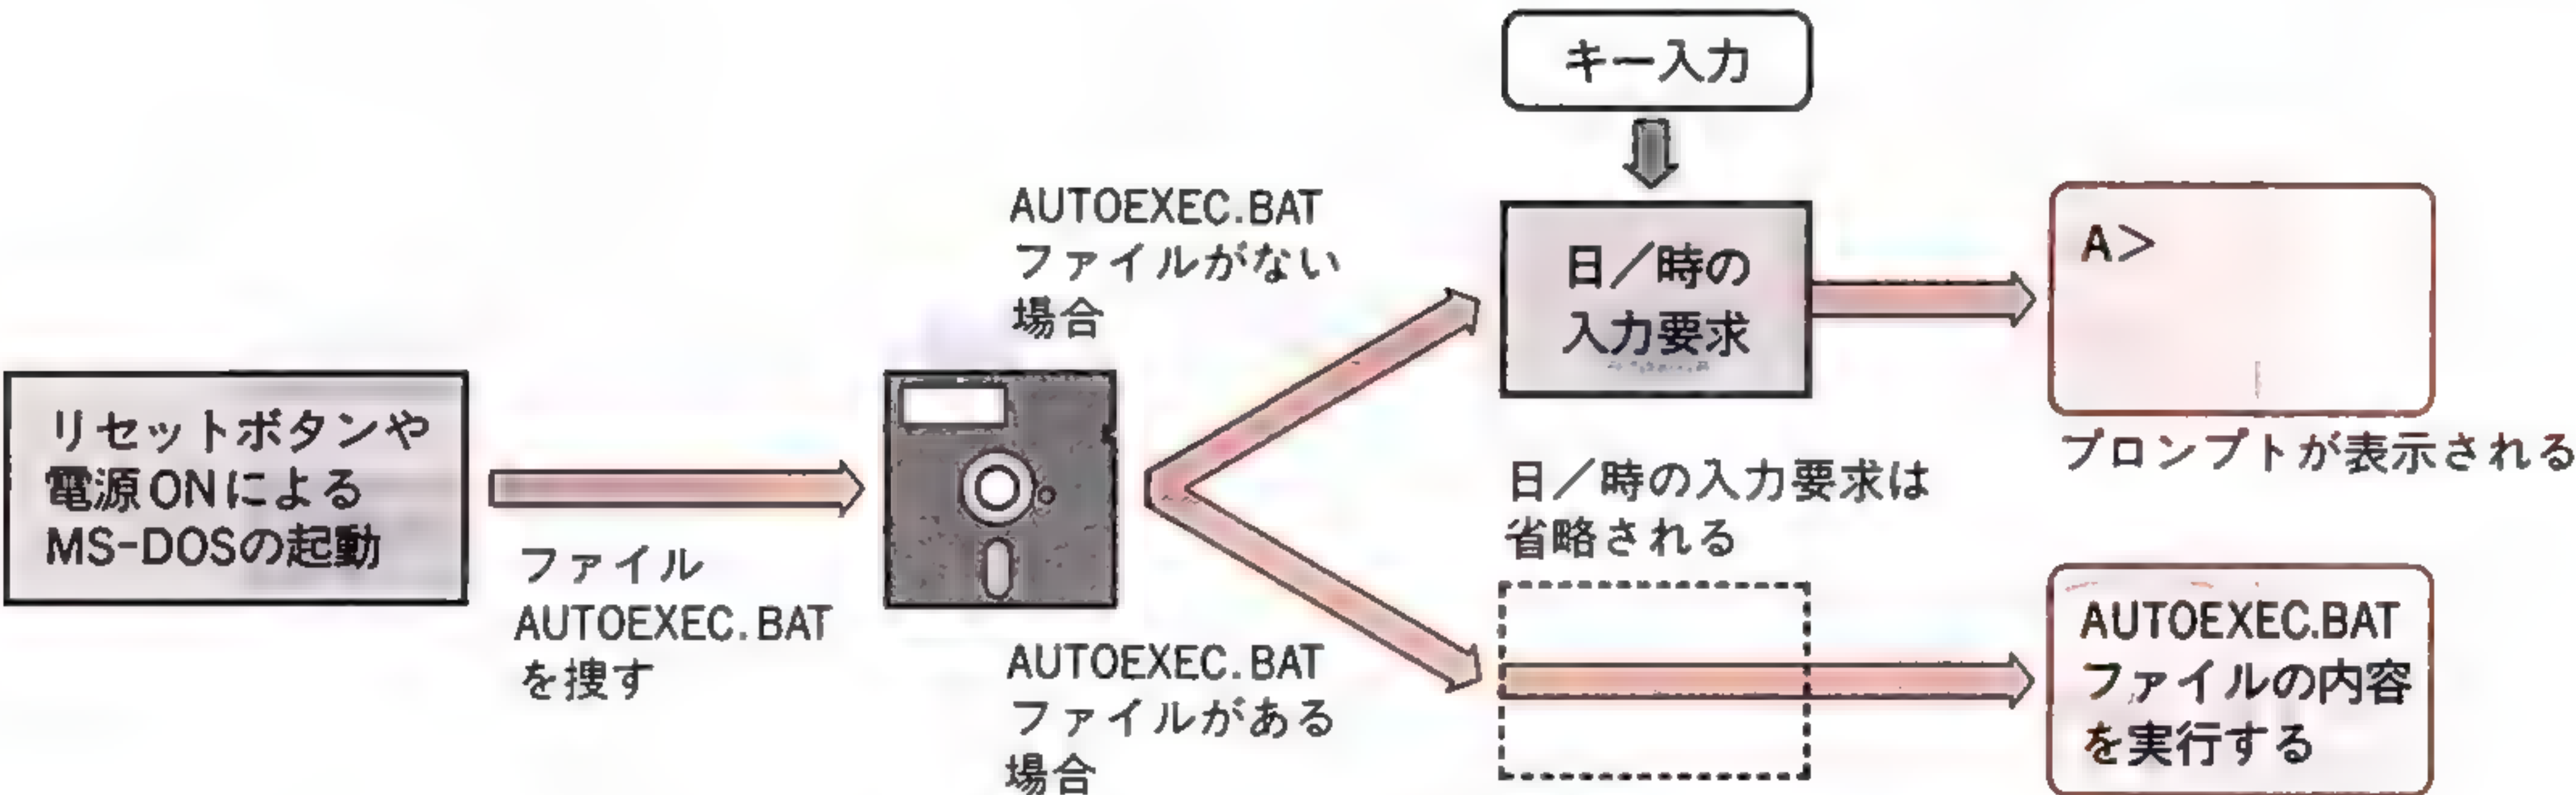 リセットボタンや
電源ONによる
MS-DOSの起動
ファイル
AUTOEXEC.BAT
を捜す
AUTOEXEC.BAT
ファイルがない
場合
キー入力
日／時の
入力要求
A>
プロンプトが表示される
AUTOEXEC.BAT
ファイルがある
場合
日／時の入力要求は
省略される
AUTOEXEC.BAT
ファイルの内容
を実行する